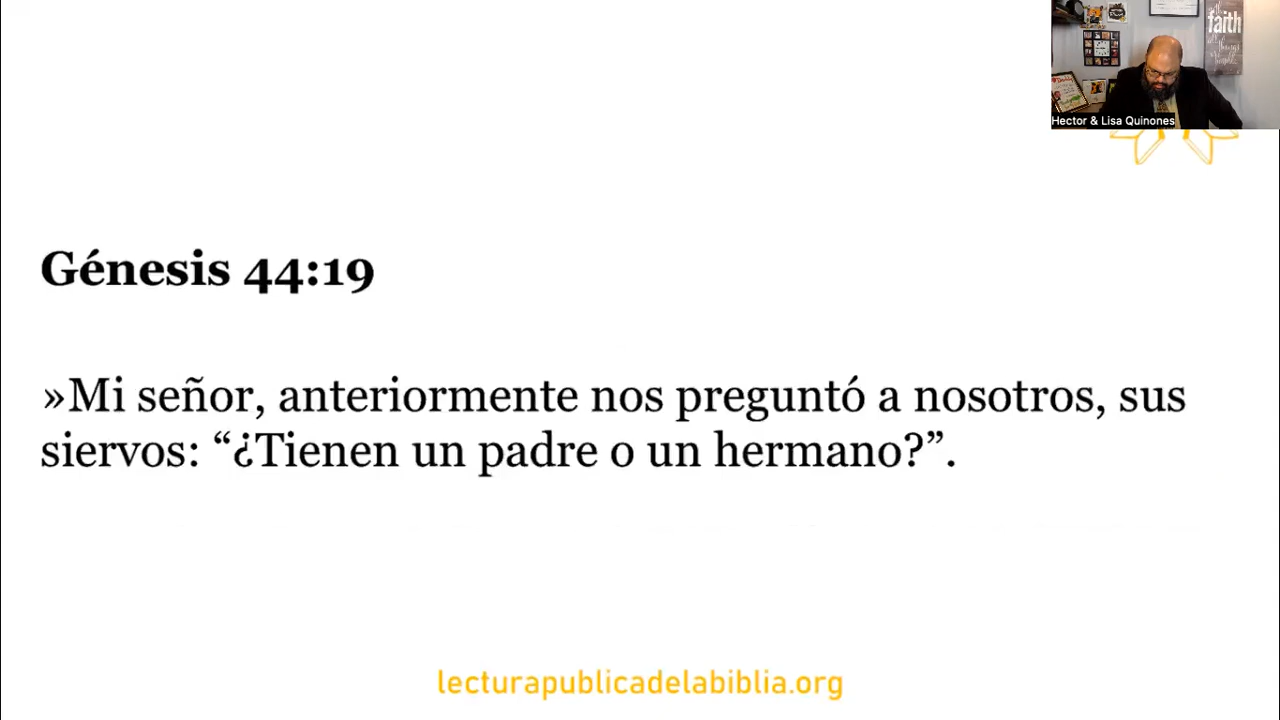 faith
Hector & Lisa Quinones
Génesis 44:19
»Mi señor, anteriormente nos preguntó a nosotros, sus
siervos: “¿Tienen un padre o un hermano?”.
lecturapublicadelabiblia.org